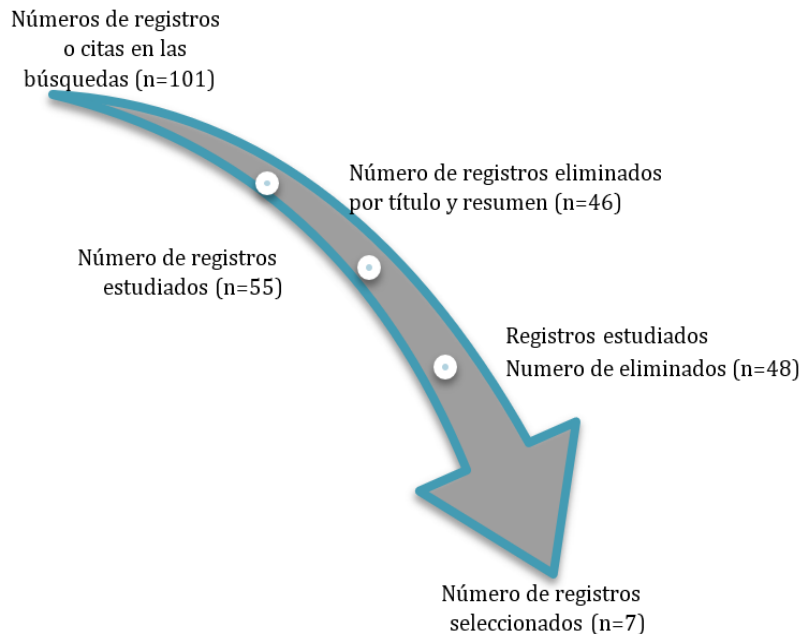 Números de registros
o citas en las
búsquedas (n=101)
Número de registros eliminados
por título y resumen (n=46)
Número de registros
estudiados (n=55)
Registros estudiados
Numero de eliminados (n=48)
Número de registros
seleccionados (n=7)